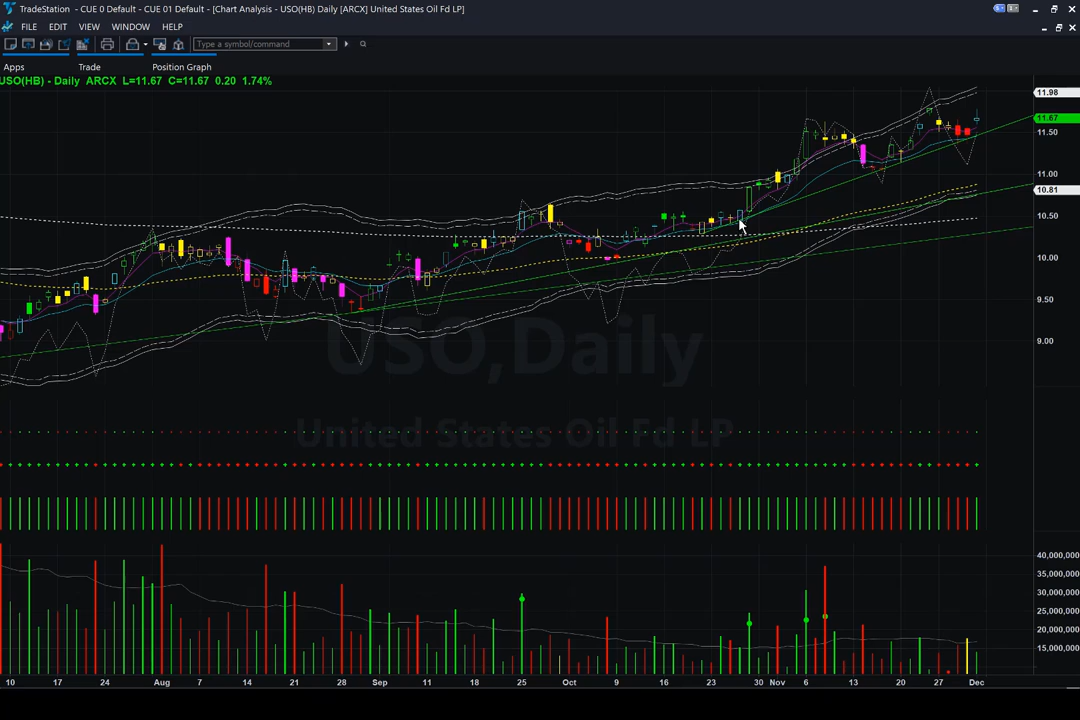 TradeStation - CUE 0 Default - CUE 01 Default - [Chart Analysis - USO(HB) Daily [ARCX] United States Oil Fd LP]
FILE EDIT VIEW WINDOW HELP
Type a symbol/command
Apps Trade Position Graph
USO(HB) - Daily ARCX L=11.67 C=11.67 0.20 1.74%
11.98
11.67
11.50
11.00
10.81
10.50
10.00
9.50
9.00
USO,Daily
United States Oil Fd LP
40,000,000
35,000,000
30,000,000
25,000,000
20,000,000
15,000,000
10 17 24 Aug 7 14 21 28 Sep 11 18 25 Oct 9 16 23 30 Nov 6 13 20 27 Dec